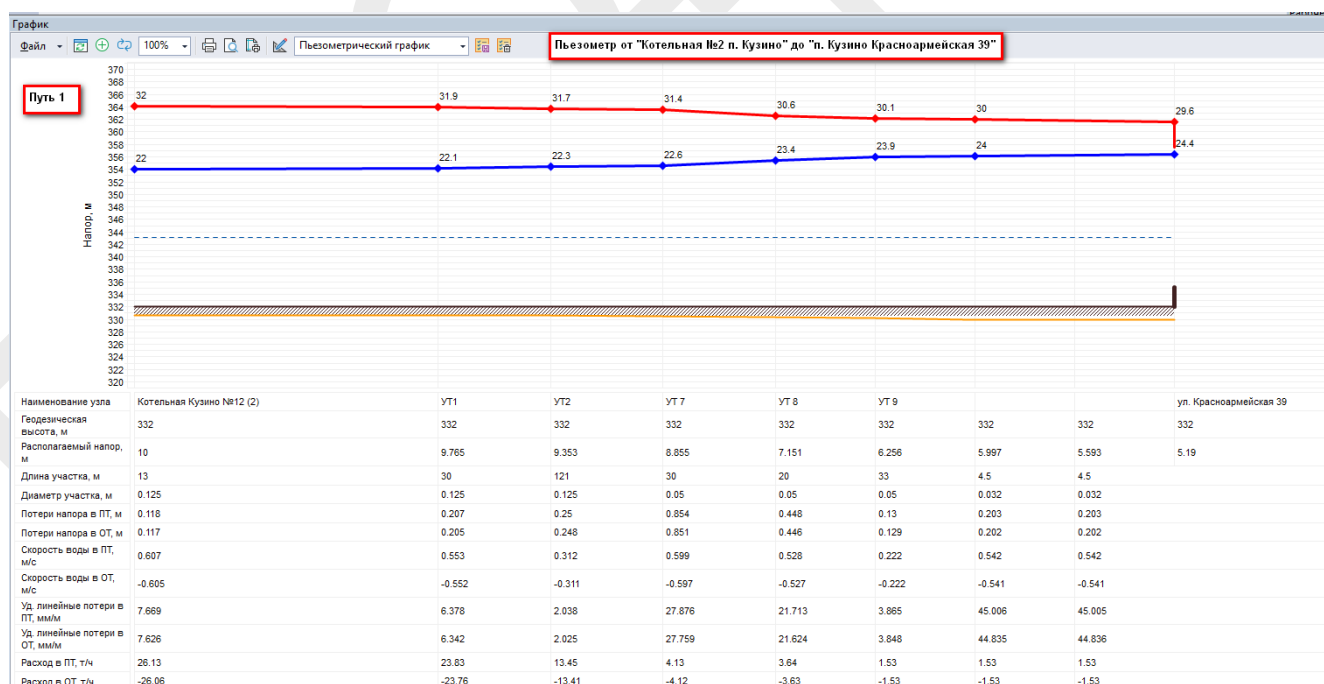 График
Файл 100% Пьезометрический график
Пьезометр от "Котельная №2 п. Кузино" до "п. Кузино Красноармейская 39"
Путь 1
Напор, м
370
368
366
364
362
360
358
356
354
352
350
348
346
344
342
340
338
336
334
332
330
328
326
324
322
320
32 31.9 31.7 31.4 30.6 30.1 30 29.6
22 22.1 22.3 22.6 23.4 23.9 24 24.4
Наименование узла Котельная Кузино №12 (2) УТ1 УТ2 УТ 7 УТ 8 УТ 9 ул. Красноармейская 39
Геодезическая
высота, м 332 332 332 332 332 332 332 332 332
Располагаемый напор,
м 10 9.765 9.353 8.855 7.151 6.256 5.997 5.593 5.19
Длина участка, м 13 30 121 30 20 33 4.5 4.5
Диаметр участка, м 0.125 0.125 0.125 0.05 0.05 0.05 0.032 0.032
Потери напора в ПТ, м 0.118 0.207 0.25 0.854 0.448 0.13 0.203 0.203
Потери напора в ОТ, м 0.117 0.205 0.248 0.851 0.446 0.129 0.202 0.202
Скорость воды в ПТ,
м/с 0.607 0.553 0.312 0.599 0.528 0.222 0.542 0.542
Скорость воды в ОТ,
м/с -0.605 -0.552 -0.311 -0.597 -0.527 -0.222 -0.541 -0.541
Уд. линейные потери в
ПТ, мм/м 7.669 6.378 2.038 27.876 21.713 3.865 45.006 45.005
Уд. линейные потери в
ОТ, мм/м 7.626 6.342 2.025 27.759 21.624 3.848 44.835 44.836
Расход в ПТ, т/ч 26.13 23.83 13.45 4.13 3.64 1.53 1.53 1.53
Расход в ОТ, т/ч -26.06 -23.76 -13.41 -4.12 -3.63 -1.53 -1.53 -1.53